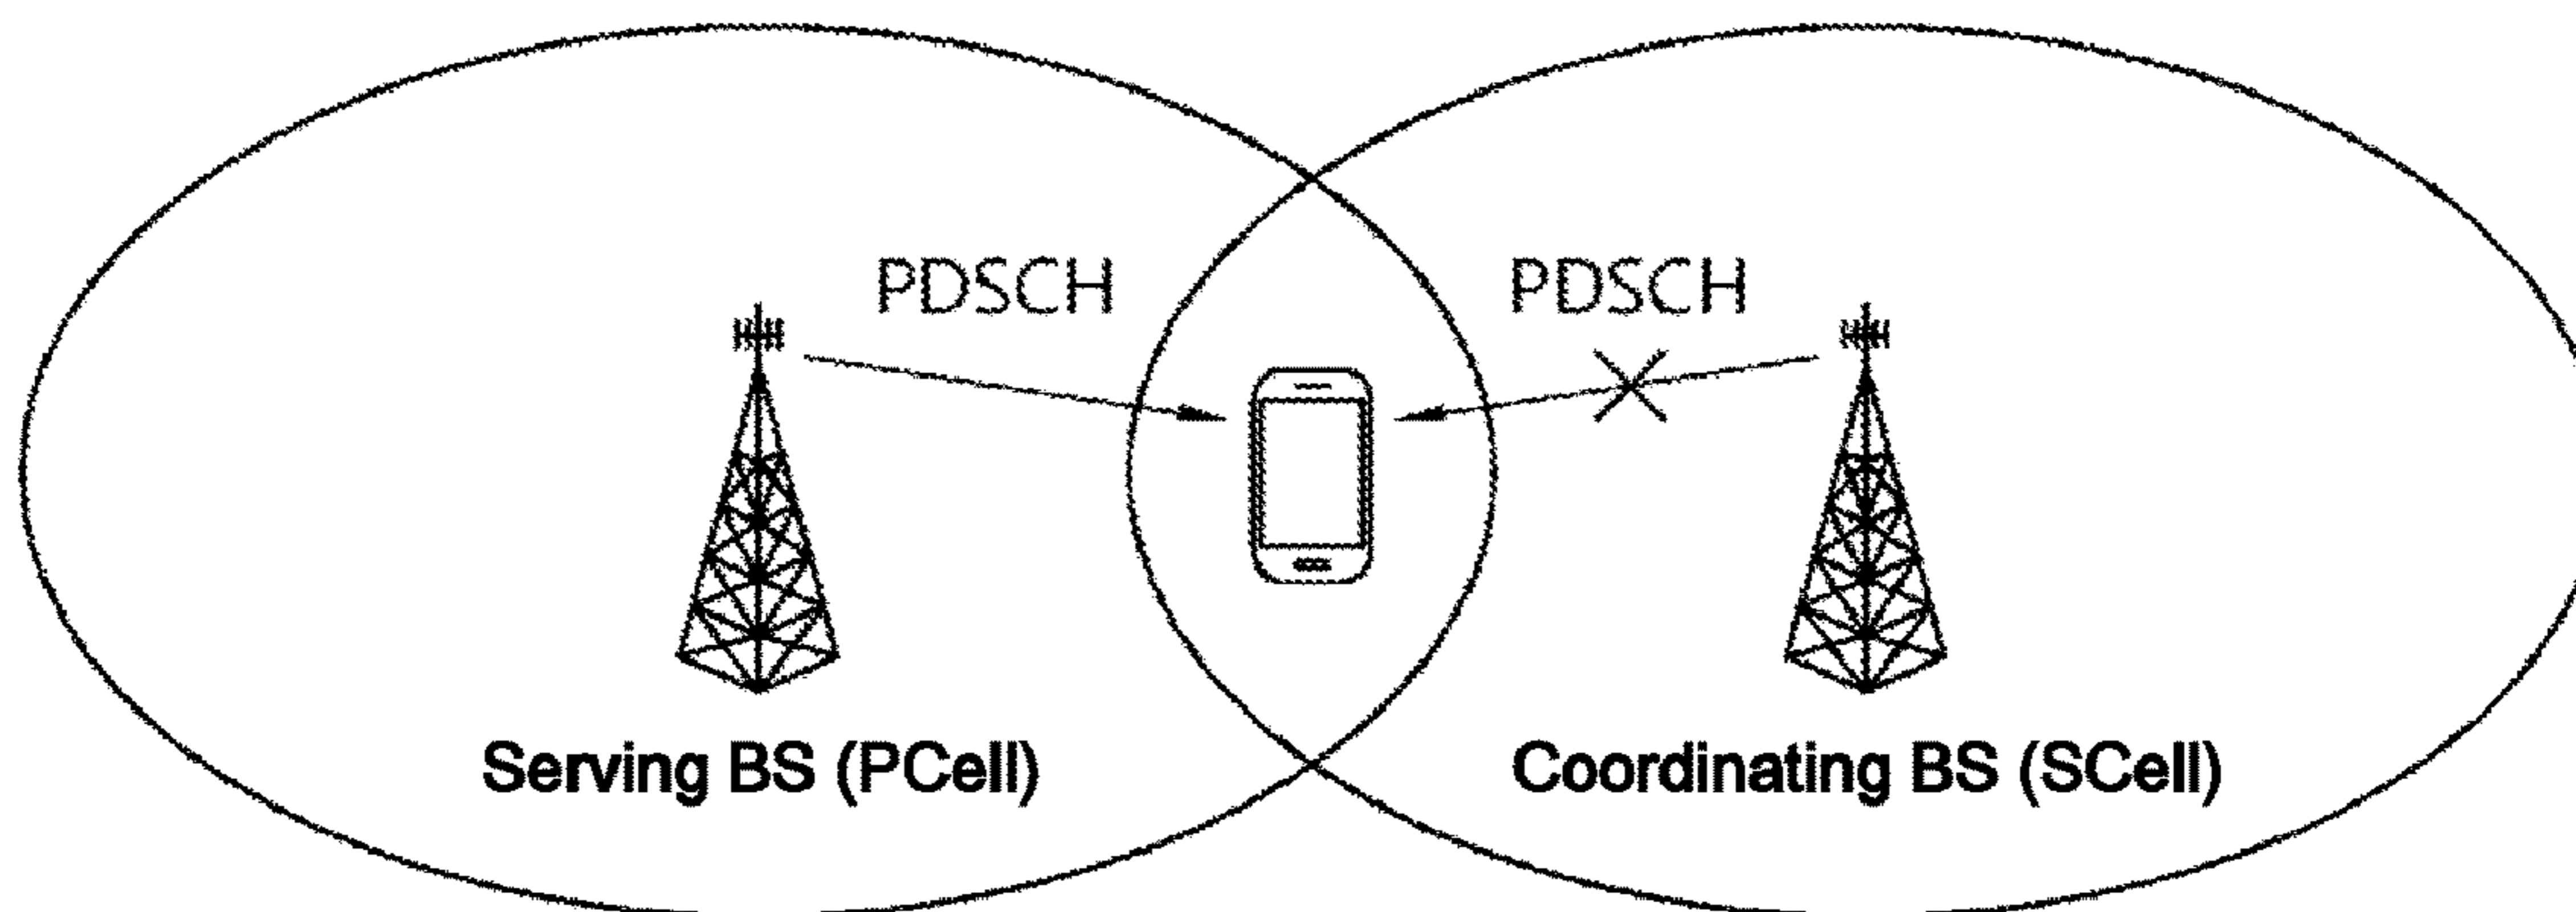 PDSCH
PDSCH
Serving BS (PCell)
Coordinating BS (SCell)